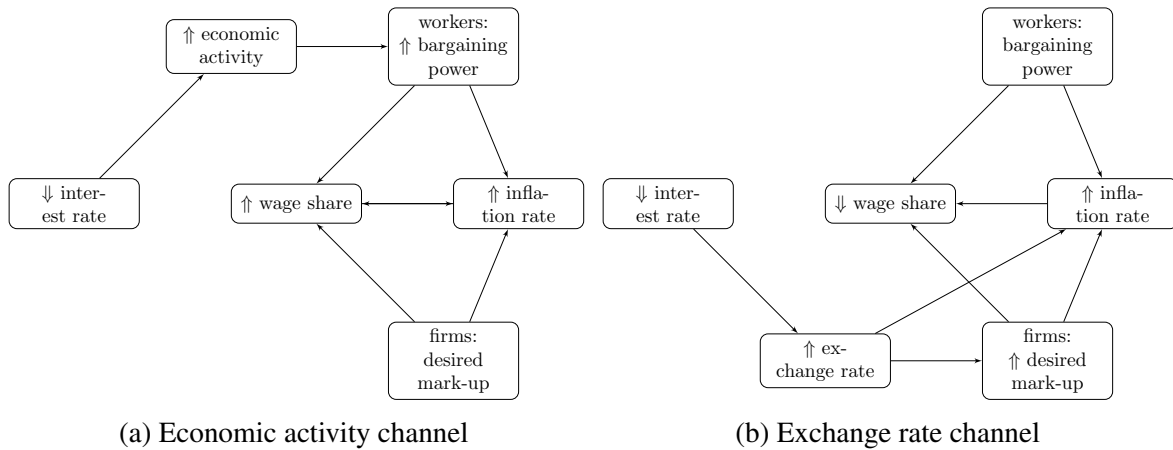 ⇑ economic
activity
workers:
⇑ bargaining
power
⇓ inter-
est rate
⇑ wage share
⇑ infla-
tion rate
firms:
desired
mark-up
(a) Economic activity channel
workers:
bargaining
power
⇓ inter-
est rate
⇓ wage share
⇑ infla-
tion rate
⇑ ex-
change rate
firms:
⇑ desired
mark-up
(b) Exchange rate channel